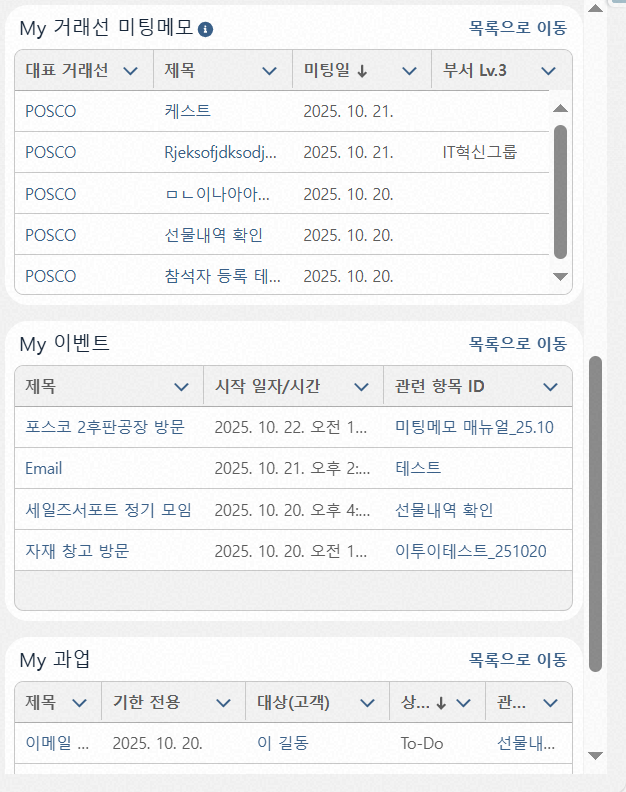 My 거래선 미팅메모
목록으로 이동
대표 거래선 제목 미팅일 부서 Lv.3
POSCO 케스트 2025. 10. 21.
POSCO Rjeksofjdksodj... 2025. 10. 21. IT혁신그룹
POSCO ㅁㄴ이나아아... 2025. 10. 20.
POSCO 선물내역 확인 2025. 10. 20.
POSCO 참석자 등록 테... 2025. 10. 20.
My 이벤트
목록으로 이동
제목 시작 일자/시간 관련 항목 ID
포스코 2후판공장 방문 2025. 10. 22. 오전 1... 미팅메모 매뉴얼_25.10
Email 2025. 10. 21. 오후 2:... 테스트
세일즈서포트 정기 모임 2025. 10. 20. 오후 4:... 선물내역 확인
자재 창고 방문 2025. 10. 20. 오전 1... 이투이테스트_251020
My 과업
목록으로 이동
제목 기한 전용 대상(고객) 상... 관...
이메일 ... 2025. 10. 20. 이 길동 To-Do 선물내...